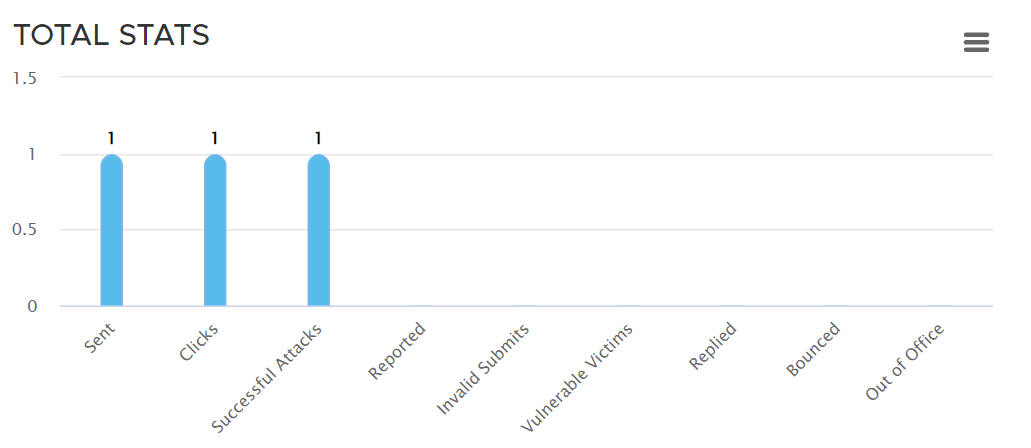 TOTAL STATS
1.5
1
0.5
0
1
1
1
Sent
Clicks
Successful Attacks
Reported
Invalid Submits
Vulnerable Victims
Replied
Bounced
Out of Office